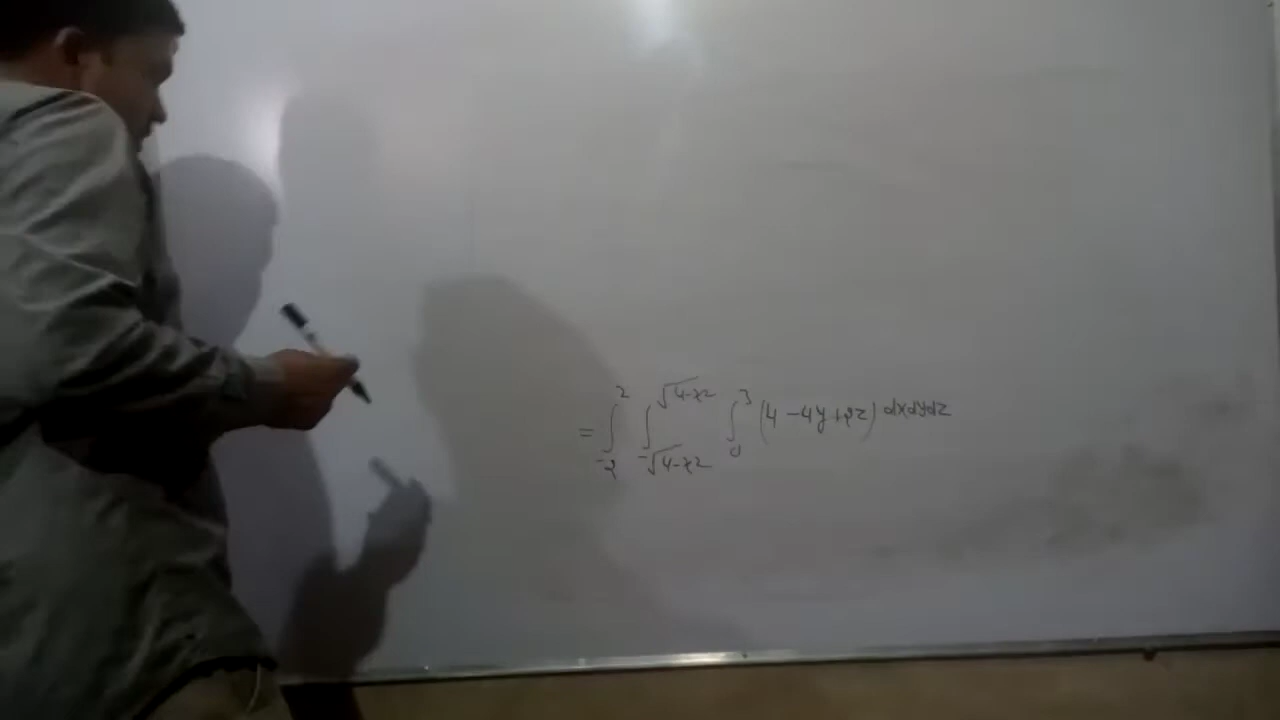 = ∫_{-2}^{2} ∫_{-√4-x2}^{√4-x2} ∫_{0}^{3} (4-4y+2z) dxdydz